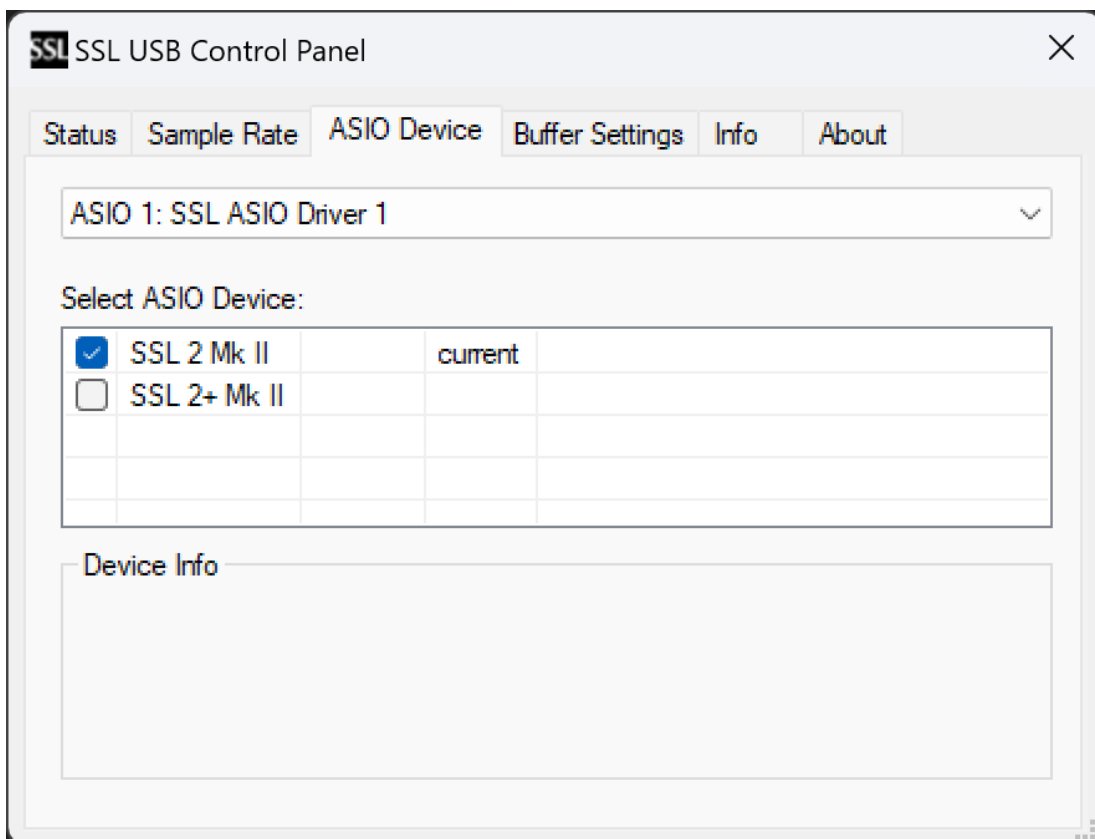 SSL SSL USB Control Panel
Status Sample Rate ASIO Device Buffer Settings Info About
ASIO 1: SSL ASIO Driver 1
Select ASIO Device:
SSL 2 Mk II current
SSL 2+ Mk II
Device Info